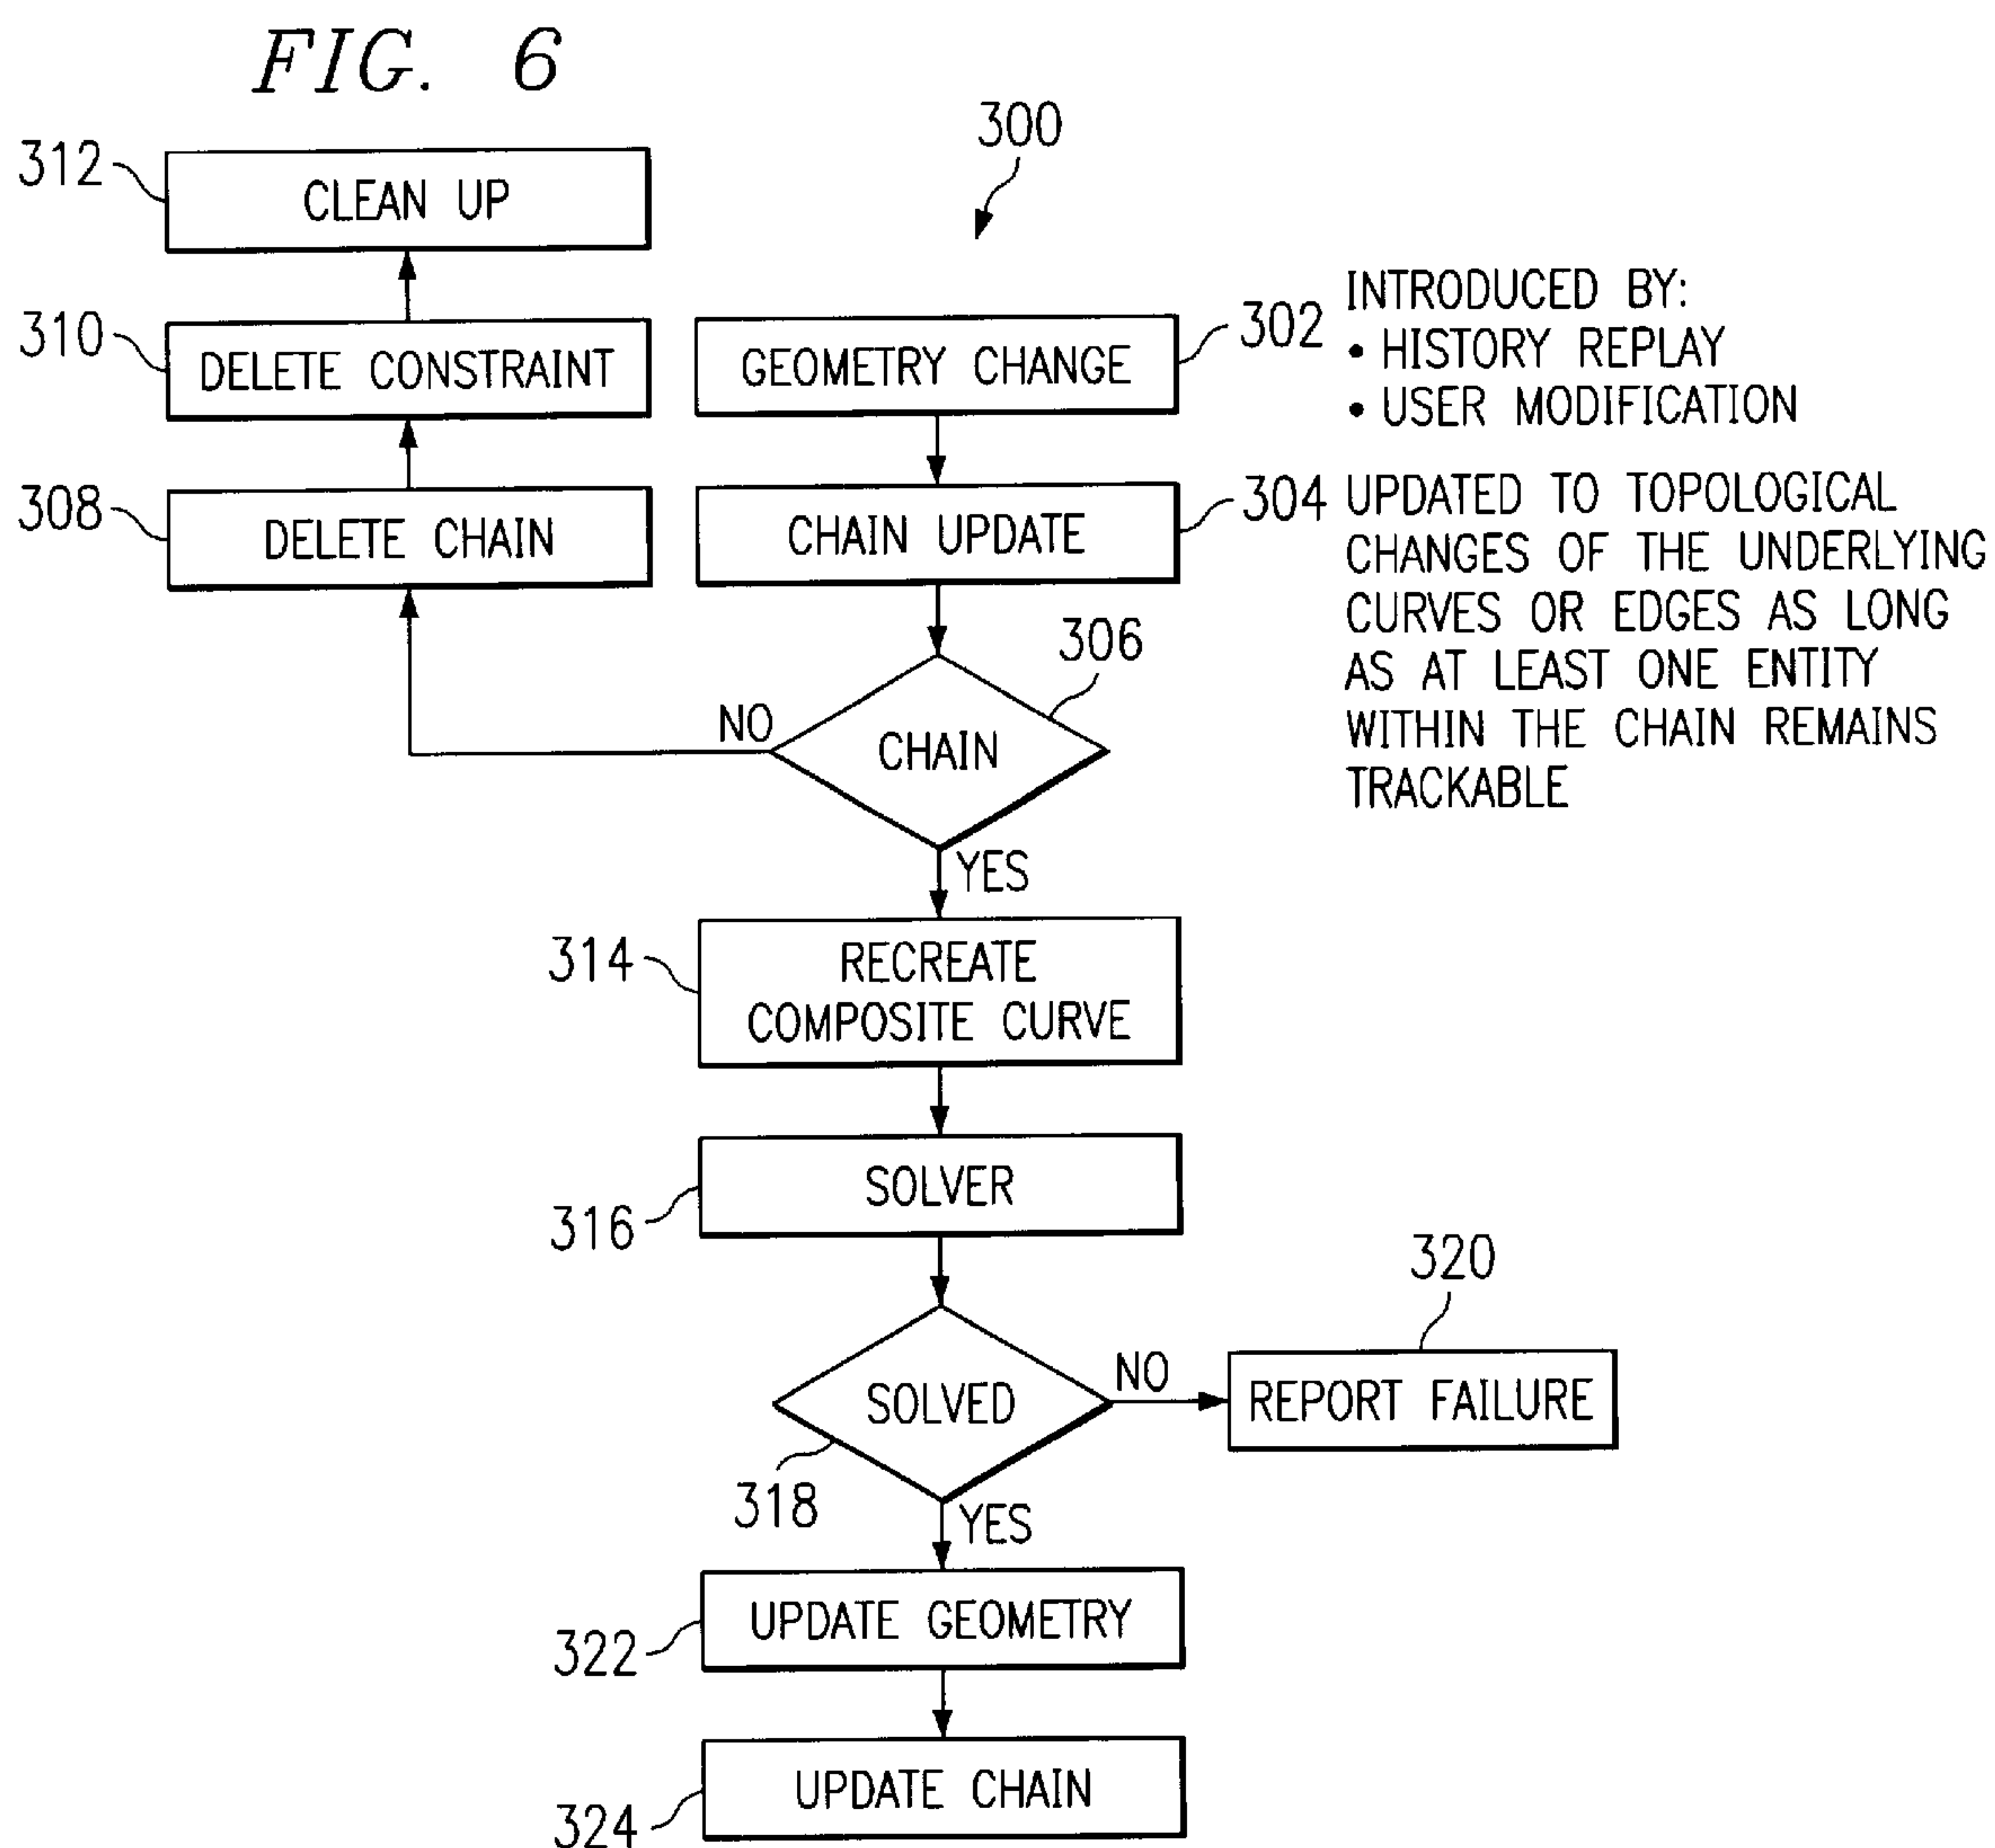 FIG. 6
300
312
CLEAN UP
310
DELETE CONSTRAINT
308
DELETE CHAIN
GEOMETRY CHANGE
302
INTRODUCED BY:
• HISTORY REPLAY
• USER MODIFICATION
CHAIN UPDATE
304
UPDATED TO TOPOLOGICAL
CHANGES OF THE UNDERLYING
CURVES OR EDGES AS LONG
AS AT LEAST ONE ENTITY
WITHIN THE CHAIN REMAINS
TRACKABLE
306
NO
CHAIN
YES
314
RECREATE
COMPOSITE CURVE
SOLVER
316
320
SOLVED
NO
REPORT FAILURE
318
YES
UPDATE GEOMETRY
322
UPDATE CHAIN
324